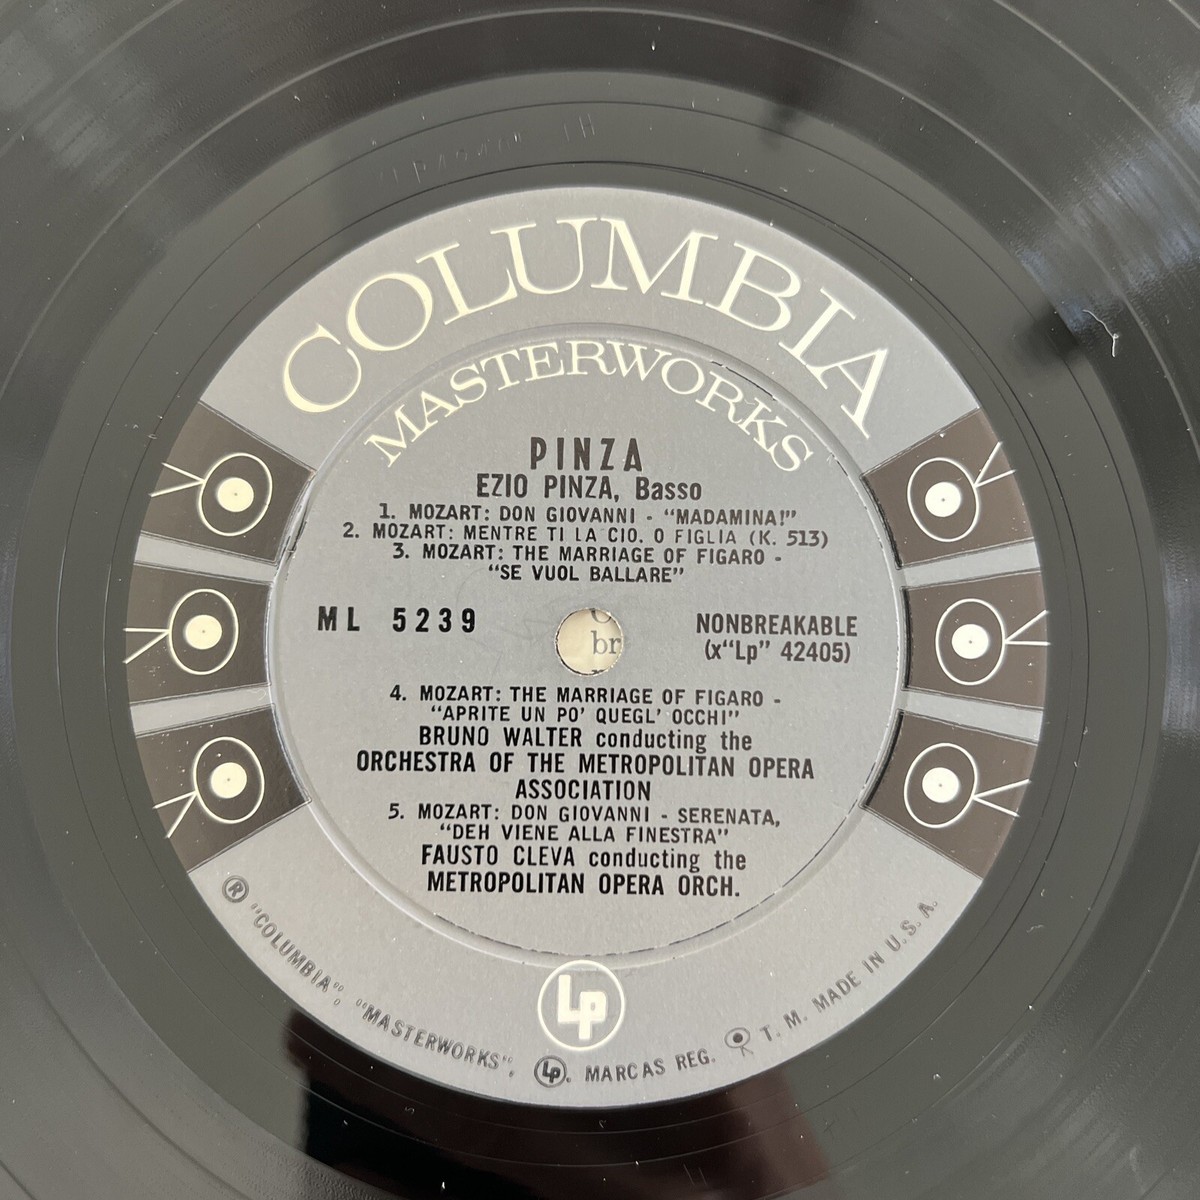 COLUMBIA
MASTERWORKS
PINZA
EZIO PINZA, Basso
1. MOZART: DON GIOVANNI - "MADAMINA!"
2. MOZART: MENTRE TI LA CIO. O FIGLIA (K. 513)
3. MOZART: THE MARRIAGE OF FIGARO -
"SE VUOL BALLARE"
ML 5239
NONBREAKABLE
(x"Lp" 42405)
br
4. MOZART: THE MARRIAGE OF FIGARO -
"APRITE UN PO' QUEGL' OCCHI"
BRUNO WALTER conducting the
ORCHESTRA OF THE METROPOLITAN OPERA
ASSOCIATION
5. MOZART: DON GIOVANNI - SERENATA,
"DEH VIENE ALLA FINESTRA"
FAUSTO CLEVA conducting the
METROPOLITAN OPERA ORCH.
Lp
® "COLUMBIA", "MASTERWORKS", Lp. MARCAS REG. T. M. MADE IN U. S. A.